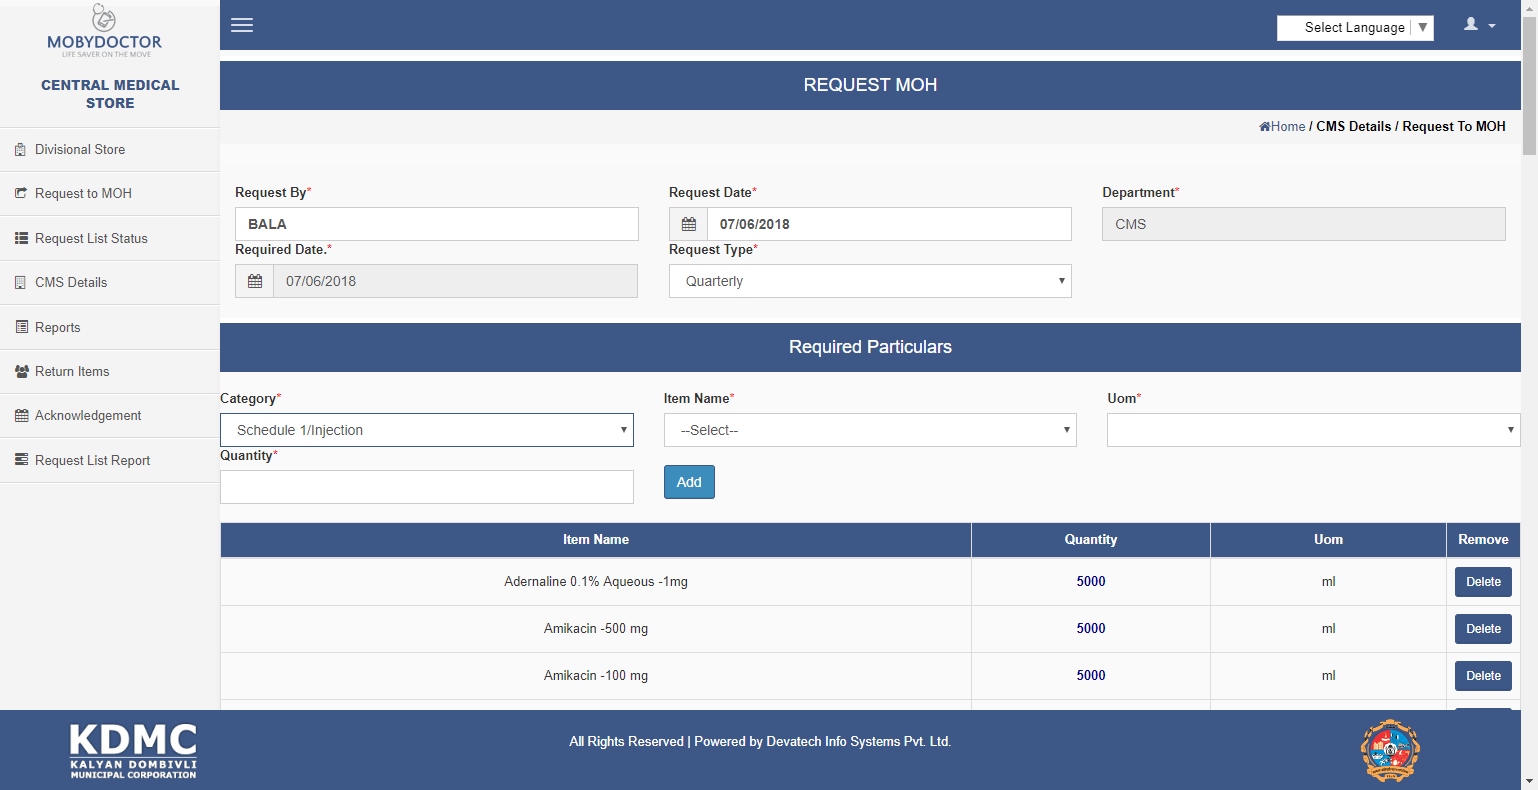 MOBYDOCTOR
LIFE SAVER ON THE MOVE
CENTRAL MEDICAL
STORE
Divisional Store
Request to MOH
Request List Status
CMS Details
Reports
Return Items
Acknowledgement
Request List Report
Select Language ▼
REQUEST MOH
Home / CMS Details / Request To MOH
Request By* Request Date* Department*
BALA 07/06/2018 CMS
Required Date.* Request Type*
07/06/2018 Quarterly
Required Particulars
Category* Item Name* Uom*
Schedule 1/Injection --Select--
Quantity*
Add
Item Name Quantity Uom Remove
Adernaline 0.1% Aqueous -1mg 5000 ml Delete
Amikacin -500 mg 5000 ml Delete
Amikacin -100 mg 5000 ml Delete
KDMC
KALYAN DOMBIVLI
MUNICIPAL CORPORATION
All Rights Reserved | Powered by Devatech Info Systems Pvt. Ltd.